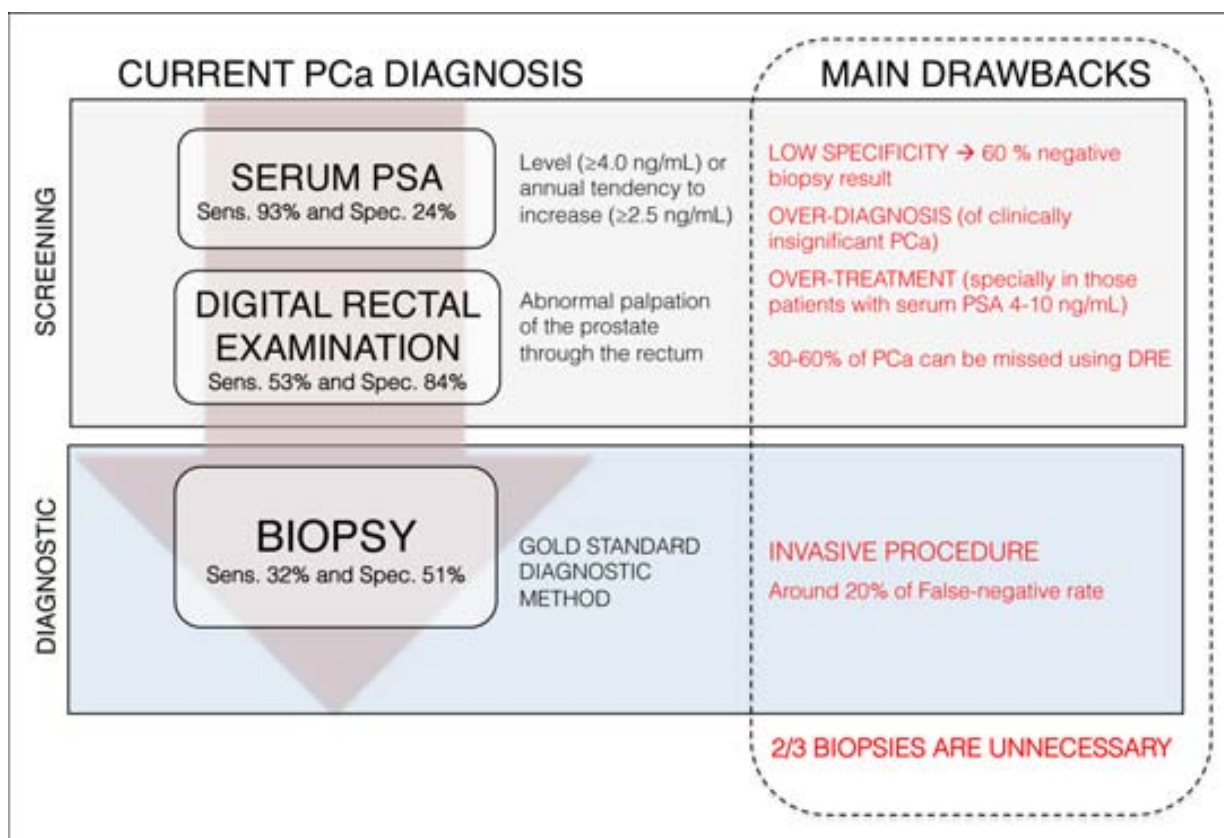 CURRENT PCa DIAGNOSIS
MAIN DRAWBACKS
SCREENING
SERUM PSA
Sens. 93% and Spec. 24%
Level (≥4.0 ng/mL) or
annual tendency to
increase (≥2.5 ng/mL)
LOW SPECIFICITY → 60 % negative
biopsy result
OVER-DIAGNOSIS (of clinically
insignificant PCa)
OVER-TREATMENT (specially in those
patients with serum PSA 4-10 ng/mL)
DIGITAL RECTAL
EXAMINATION
Sens. 53% and Spec. 84%
Abnormal palpation
of the prostate
through the rectum
30-60% of PCa can be missed using DRE
DIAGNOSTIC
BIOPSY
Sens. 32% and Spec. 51%
GOLD STANDARD
DIAGNOSTIC
METHOD
INVASIVE PROCEDURE
Around 20% of False-negative rate
2/3 BIOPSIES ARE UNNECESSARY